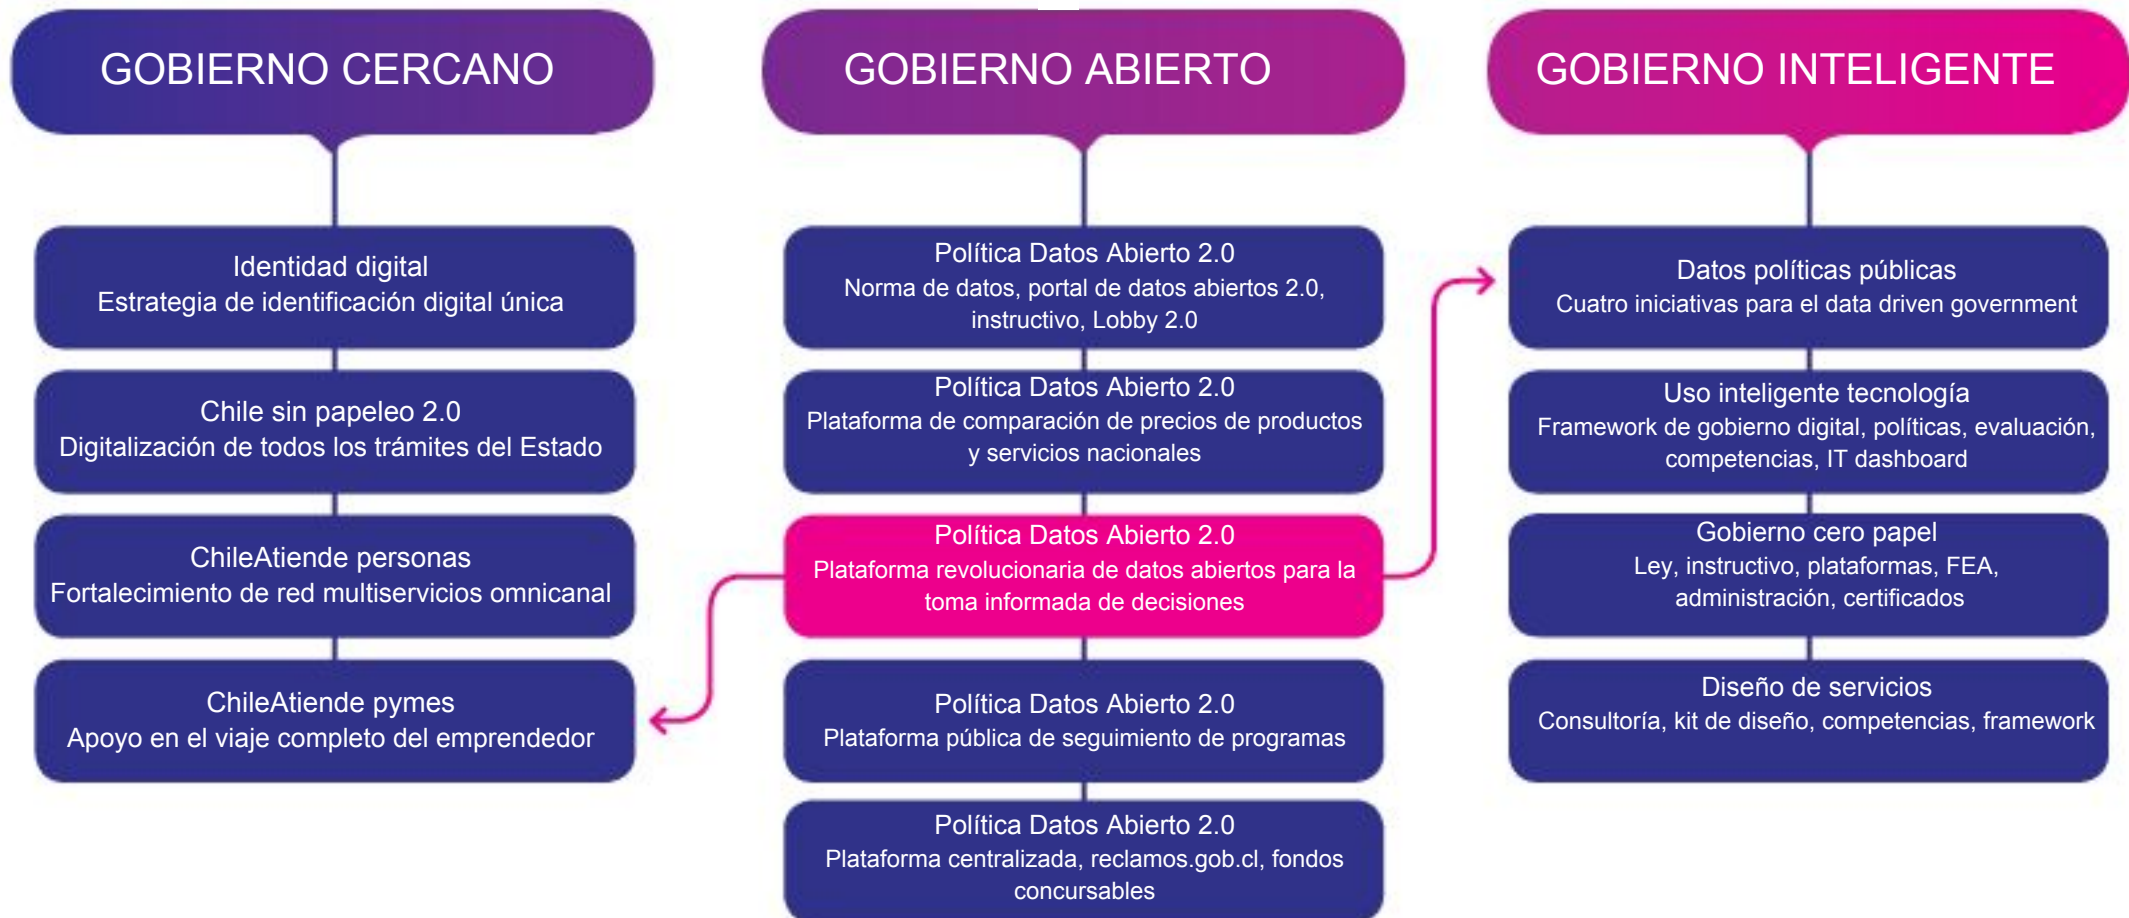 GOBIERNO CERCANO
Identidad digital
Estrategia de identificación digital única
Chile sin papeleo 2.0
Digitalización de todos los trámites del Estado
ChileAtiende personas
Fortalecimiento de red multiservicios omnicanal
ChileAtiende pymes
Apoyo en el viaje completo del emprendedor
GOBIERNO ABIERTO
Política Datos Abierto 2.0
Norma de datos, portal de datos abiertos 2.0,
instructivo, Lobby 2.0
Política Datos Abierto 2.0
Plataforma de comparación de precios de productos
y servicios nacionales
Política Datos Abierto 2.0
Plataforma revolucionaria de datos abiertos para la
toma informada de decisiones
Política Datos Abierto 2.0
Plataforma pública de seguimiento de programas
Política Datos Abierto 2.0
Plataforma centralizada, reclamos.gob.cl, fondos
concursables
GOBIERNO INTELIGENTE
Datos políticas públicas
Cuatro iniciativas para el data driven government
Uso inteligente tecnología
Framework de gobierno digital, políticas, evaluación,
competencias, IT dashboard
Gobierno cero papel
Ley, instructivo, plataformas, FEA,
administración, certificados
Diseño de servicios
Consultoría, kit de diseño, competencias, framework